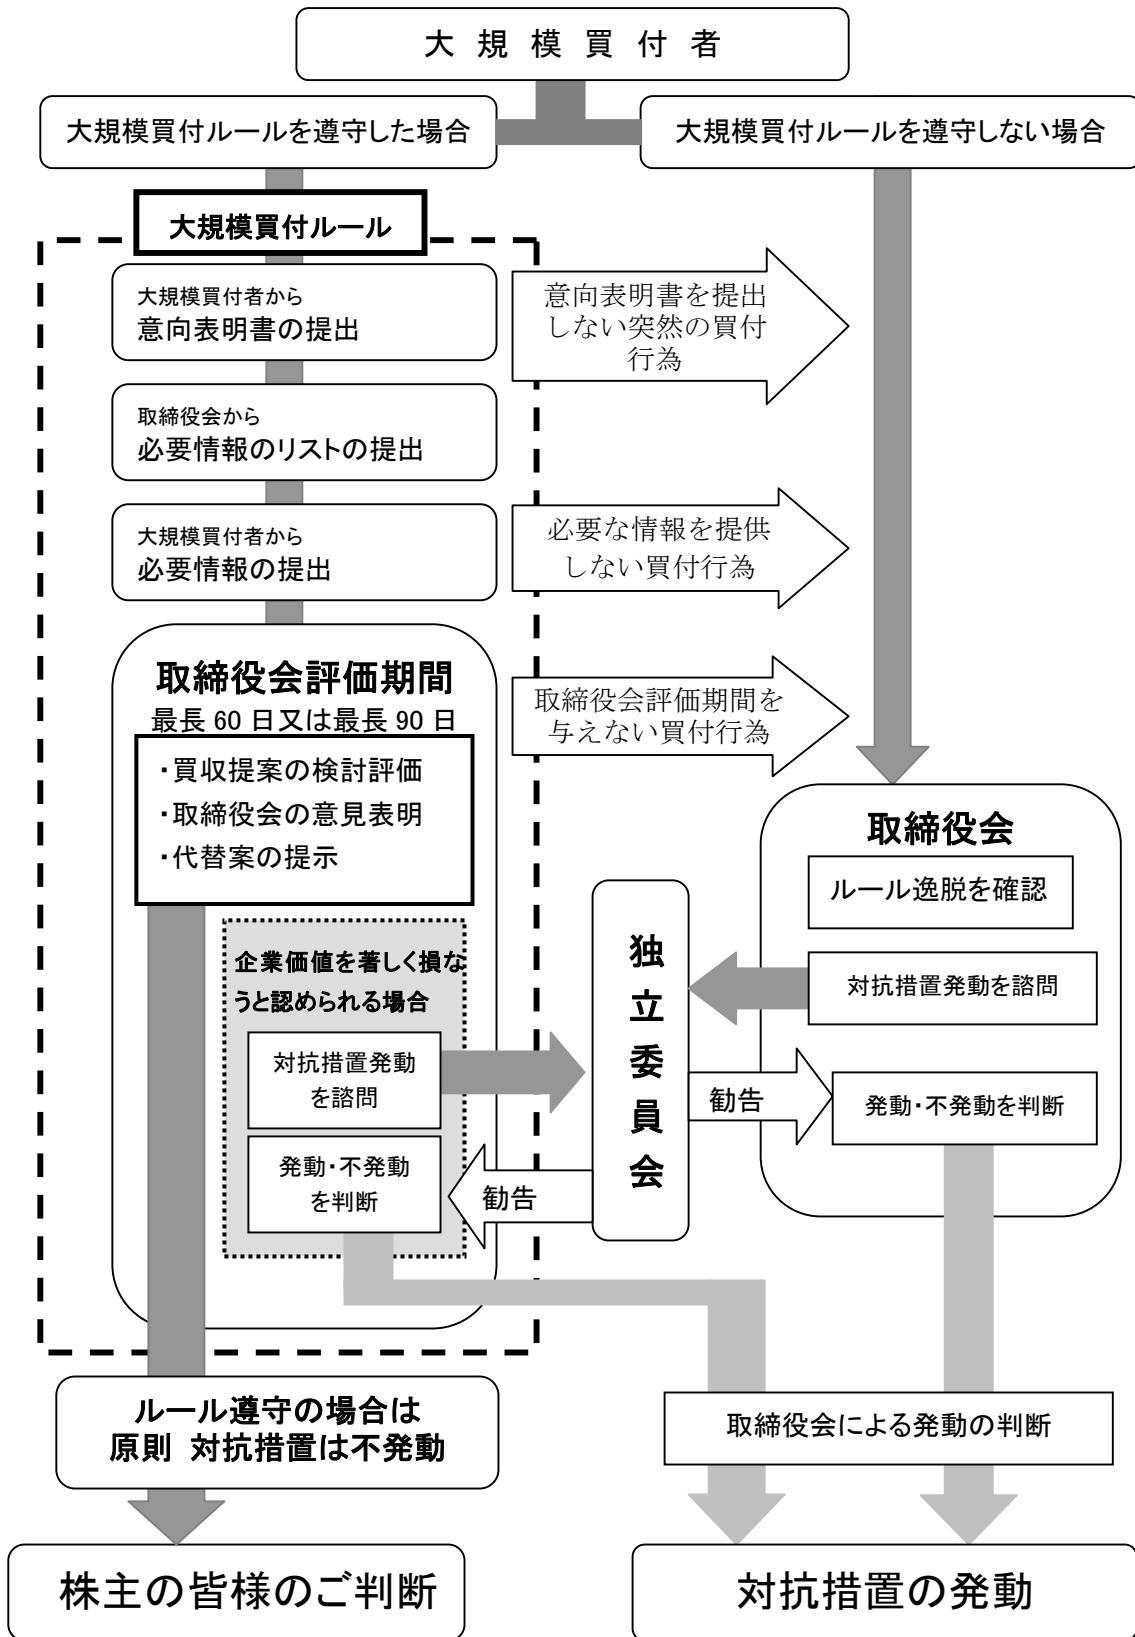 大規模買付者
大規模買付ルールを遵守した場合
大規模買付ルールを遵守しない場合
大規模買付ルール
大規模買付者から
意向表明書の提出
意向表明書を提出
しない突然の買付
行為
取締役会から
必要情報のリストの提出
大規模買付者から
必要情報の提出
必要な情報を提供
しない買付行為
取締役会評価期間
最長 60 日又は最長 90 日
・買収提案の検討評価
・取締役会の意見表明
・代替案の提示
取締役会評価期間を
与えない買付行為
取締役会
ルール逸脱を確認
対抗措置発動を諮問
独立委員会
企業価値を著しく損な
うと認められる場合
対抗措置発動
を諮問
勧告
発動・不発動を判断
発動・不発動
を判断
勧告
ルール遵守の場合は
原則 対抗措置は不発動
取締役会による発動の判断
株主の皆様のご判断
対抗措置の発動